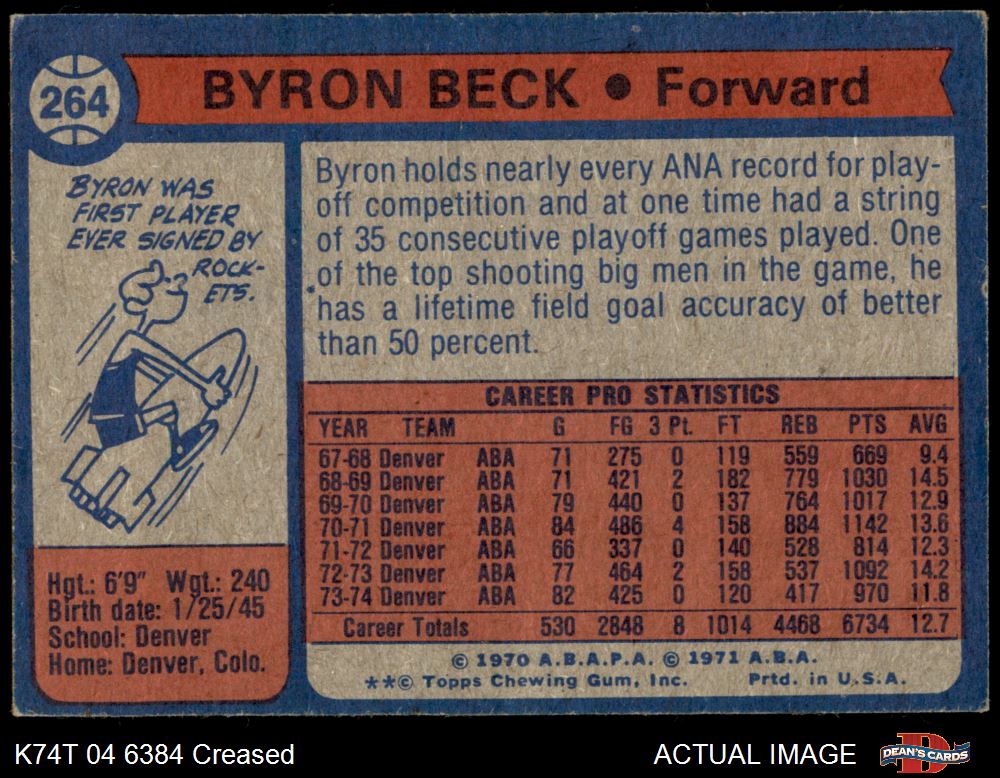 264
BYRON BECK ● Forward
BYRON WAS
FIRST PLAYER
EVER SIGNED BY
ROCK-
ETS.
Byron holds nearly every ANA record for play-
off competition and at one time had a string
of 35 consecutive playoff games played. One
of the top shooting big men in the game, he
has a lifetime field goal accuracy of better
than 50 percent.
CAREER PRO STATISTICS
YEAR TEAM G FG 3 Pt. FT REB PTS AVG
67-68 Denver ABA 71 275 0 119 559 669 9.4
68-69 Denver ABA 71 421 2 182 779 1030 14.5
69-70 Denver ABA 79 440 0 137 764 1017 12.9
70-71 Denver ABA 84 486 4 158 884 1142 13.6
71-72 Denver ABA 66 337 0 140 528 814 12.3
72-73 Denver ABA 77 464 2 158 537 1092 14.2
73-74 Denver ABA 82 425 0 120 417 970 11.8
Career Totals 530 2848 8 1014 4468 6734 12.7
Hgt.: 6'9" Wgt.: 240
Birth date: 1/25/45
School: Denver
Home: Denver, Colo.
© 1970 A.B.A.P.A. © 1971 A.B.A.
**© Topps Chewing Gum, Inc. Prtd. in U.S.A.
K74T 04 6384 Creased
ACTUAL IMAGE
D
DEAN'S CARDS